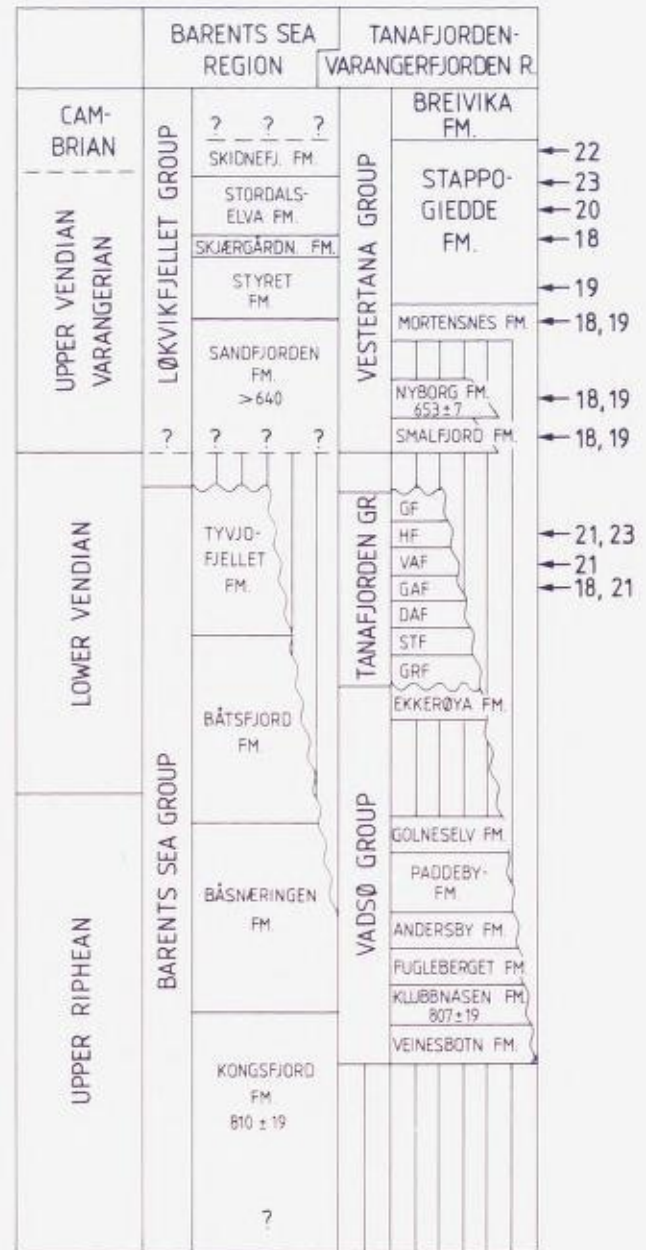 BARENTS SEA
REGION
TANAFJORDEN-
VARANGERFJORDEN R.
CAM-
BRIAN
UPPER VENDIAN
VARANGERIAN
LOWER VENDIAN
UPPER RIPHEAN
LØKVIKFJELLET GROUP
?
BARENTS SEA GROUP
? ? ?
SKIDNEFJ. FM.
STORDALS-
ELVA FM.
SKJÆRGÅRDN. FM.
STYRET
FM.
SANDFJORDEN
FM.
>640
? ? ? ?
TYVJO-
FJELLET
FM.
BÅTSFJORD
FM.
BÅSNÆRINGEN
FM.
KONGSFJORD
FM
810 ± 19
?
VESTERTANA GROUP
TANAFJORDEN GR.
VADSØ GROUP
BREIVIKA
FM.
STAPPO-
GIEDDE
FM.
MORTENSNES FM.
NYBORG FM.
653±7
SMALFJORD FM.
GF
HF
VAF
GAF
DAF
STF
GRF
EKKERØYA FM.
GOLNESELV FM.
PADDEBY-
FM.
ANDERSBY FM.
FUGLEBERGET FM
KLUBBNASEN FM.
807±19
VEINESBOTN FM.
22
23
20
18
19
18, 19
18, 19
18, 19
21, 23
21
18, 21